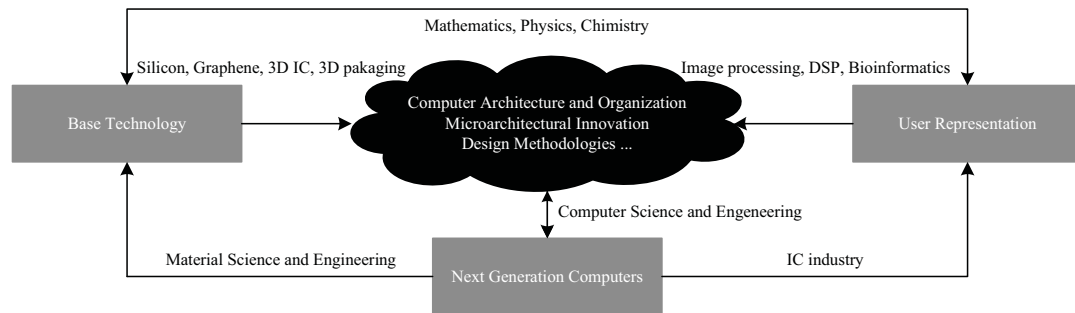 Mathematics, Physics, Chimistry
Silicon, Graphene, 3D IC, 3D pakaging
Image processing, DSP, Bioinformatics
Base Technology
Computer Architecture and Organization
Microarchitectural Innovation
Design Methodologies ...
User Representation
Computer Science and Engeneering
Material Science and Engineering
Next Generation Computers
IC industry